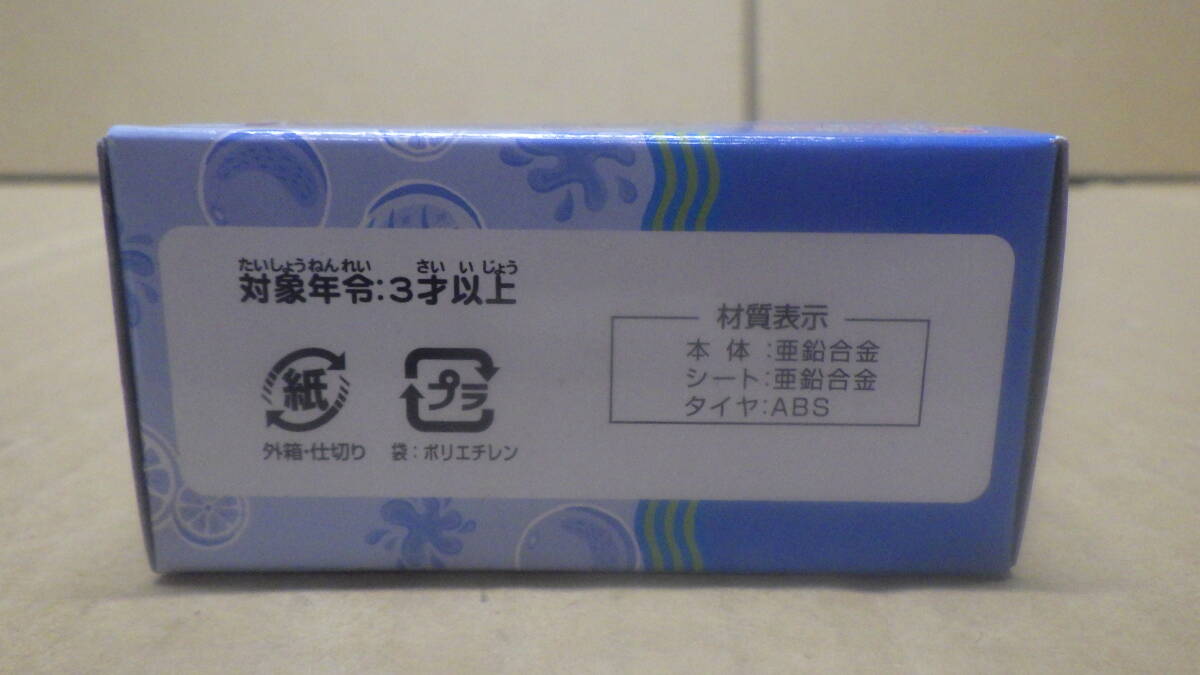 たいしょうねんれい さい いじょう
対象年令:3才以上
紙
外箱・仕切り
プラ
袋:ポリエチレン
材質表示
本体:亜鉛合金
シート:亜鉛合金
タイヤ:ABS